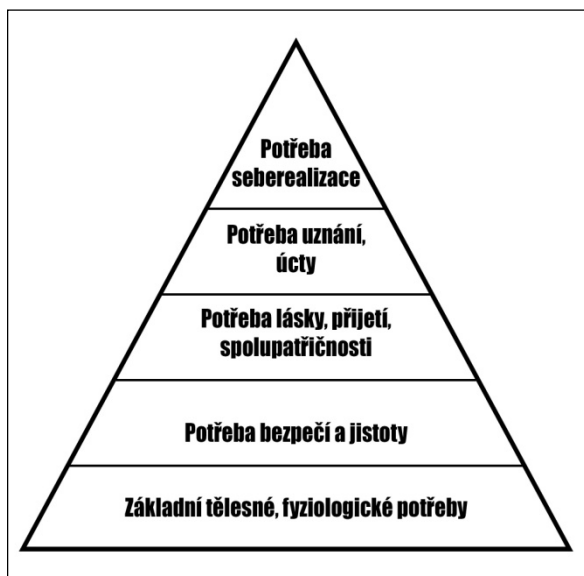 Potřeba
seberealizace
Potřeba uznání,
úcty
Potřeba lásky, přijetí,
spolupatřičnosti
Potřeba bezpečí a jistoty
Základní tělesné, fyziologické potřeby